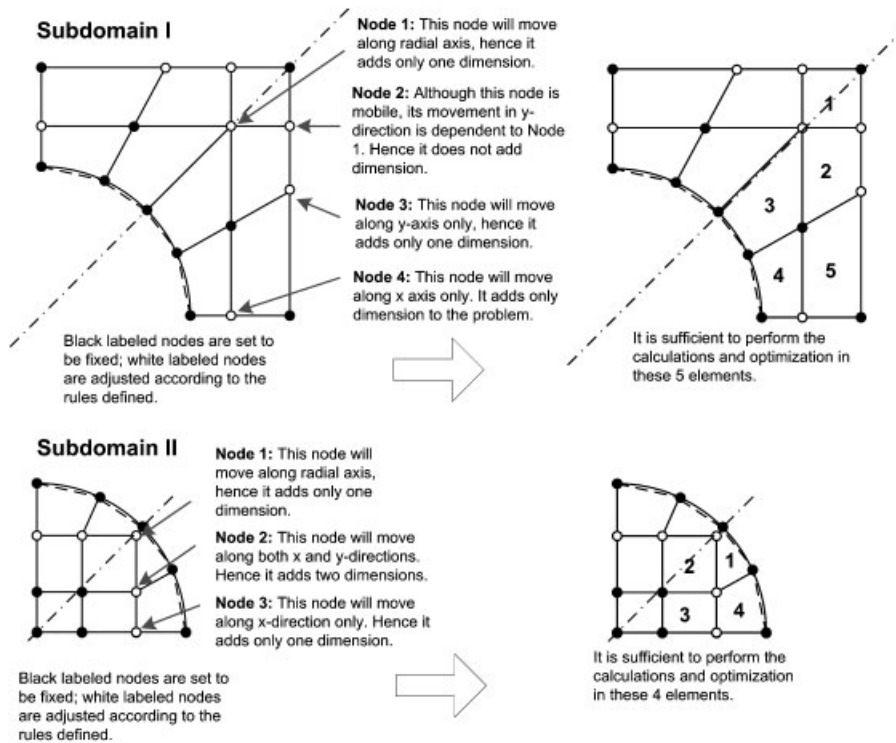 Subdomain I
Node 1: This node will move
along radial axis, hence it
adds only one dimension.
Node 2: Although this node is
mobile, its movement in y-
direction is dependent to Node
1. Hence it does not add
dimension.
Node 3: This node will move
along y-axis only, hence it
adds only one dimension.
Node 4: This node will move
along x axis only. It adds only
dimension to the problem.
Black labeled nodes are set to
be fixed; white labeled nodes
are adjusted according to the
rules defined.
1
2
3
4
5
It is sufficient to perform the
calculations and optimization in
these 5 elements.
Subdomain II
Node 1: This node will
move along radial axis,
hence it adds only one
dimension.
Node 2: This node will move
along both x and y-directions.
Hence it adds two dimensions.
Node 3: This node will move
along x-direction only. Hence it
adds only one dimension.
Black labeled nodes are set to
be fixed; white labeled nodes
are adjusted according to the
rules defined.
1
2
3
4
It is sufficient to perform the
calculations and optimization
in these 4 elements.